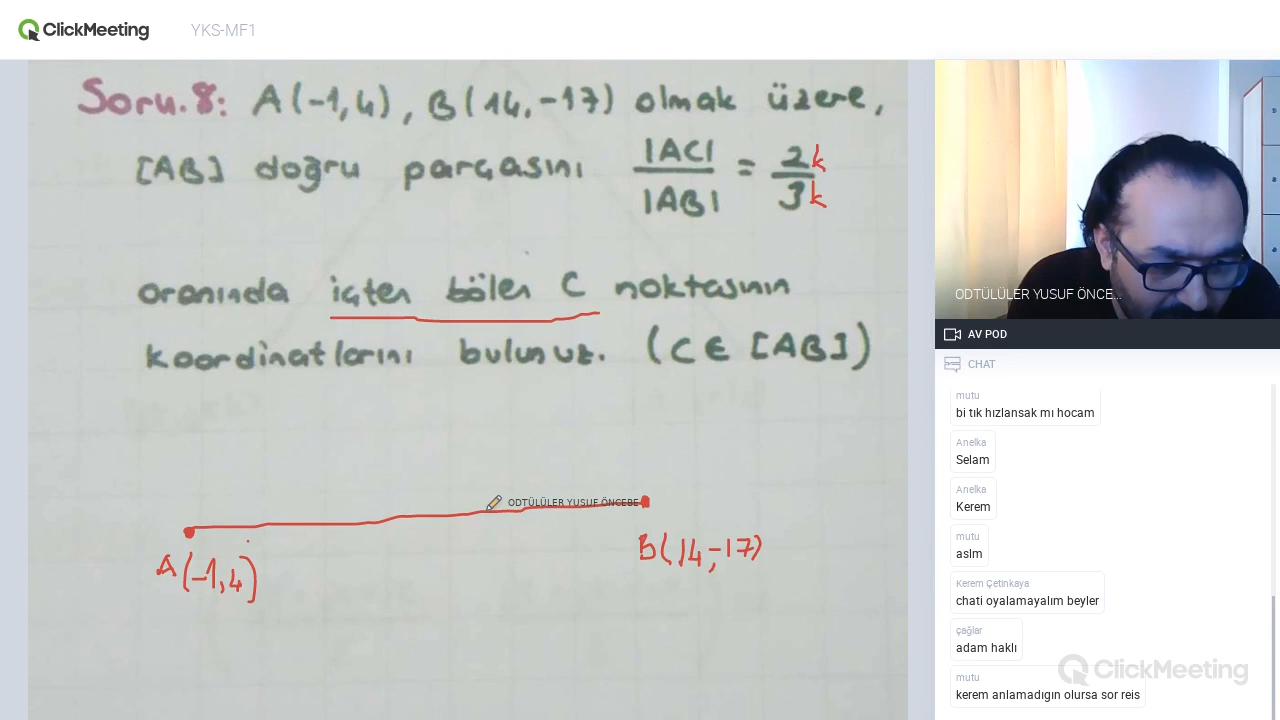 ClickMeeting
YKS-MF1
Soru.8: A(-1,4), B(14,-17) olmak üzere,
[AB] doğru parçasını |AC| / |AB| = 2k / 3k
oranında içten bölen C noktasının
koordinatlarını bulunuz. (C ∈ [AB])
ODTÜLÜLER YUSUF ÖNCEBE
A(-1,4)
B(14,-17)
ODTÜLÜLER YUSUF ÖNCE...
AV POD
CHAT
mutu
bi tık hızlansak mı hocam
Anelka
Selam
Anelka
Kerem
mutu
aslm
Kerem Çetinkaya
chati oyalamayalım beyler
çağlar
adam haklı
ClickMeeting
mutu
kerem anlamadıgın olursa sor reis